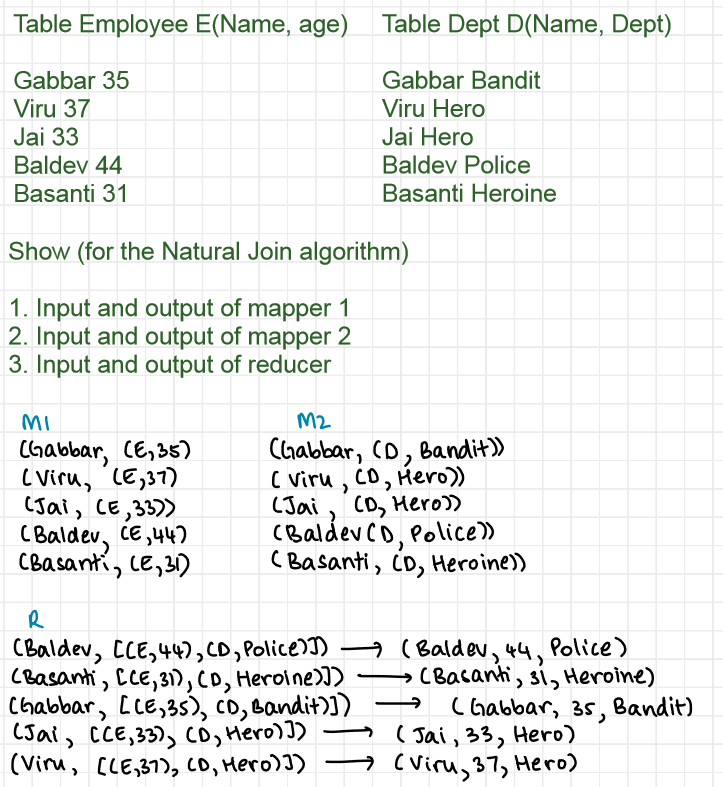 Table Employee E(Name, age) Table Dept D(Name, Dept)
Gabbar 35 Gabbar Bandit
Viru 37 Viru Hero
Jai 33 Jai Hero
Baldev 44 Baldev Police
Basanti 31 Basanti Heroine
Show (for the Natural Join algorithm)
1. Input and output of mapper 1
2. Input and output of mapper 2
3. Input and output of reducer
M1 M2
(Gabbar, (E,35) (Gabbar, (D, Bandit))
(Viru, (E,37) (Viru, (D, Hero))
(Jai, (E,33)) (Jai, (D, Hero))
(Baldev, (E,44) (Baldev (D, Police))
(Basanti, (E,31) (Basanti, (D, Heroine))
R
(Baldev, [(E,44), (D, Police)]) → (Baldev, 44, Police)
(Basanti, [(E,31), (D, Heroine)]) → (Basanti, 31, Heroine)
(Gabbar, [(E,35), (D, Bandit)]) → (Gabbar, 35, Bandit)
(Jai, [(E,33), (D, Hero)]) → (Jai, 33, Hero)
(Viru, [(E,37), (D, Hero)]) → (Viru, 37, Hero)